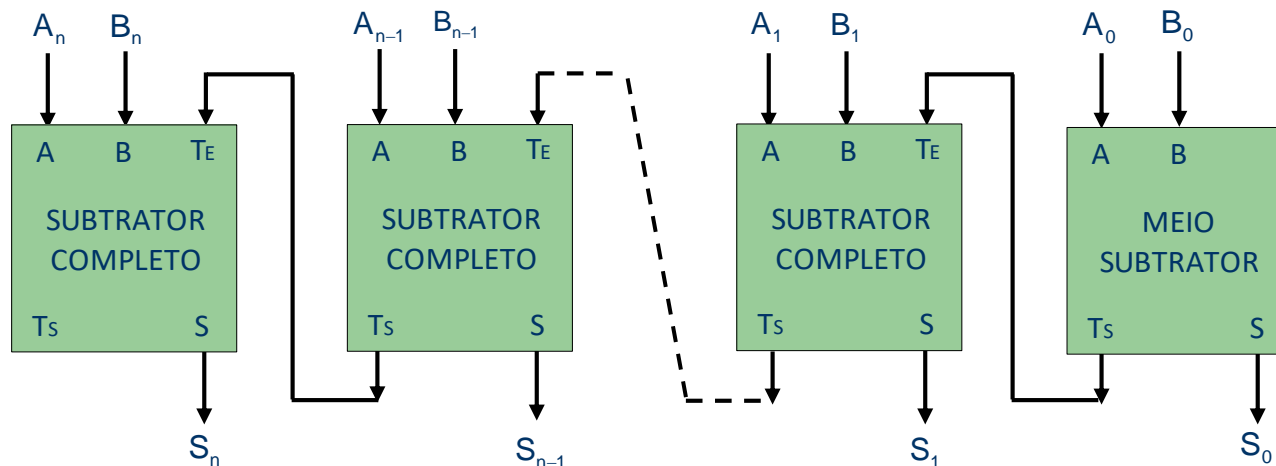 Aₙ Bₙ Aₙ₋₁ Bₙ₋₁ A₁ B₁ A₀ B₀
A B TE A B TE A B TE A B
SUBTRATOR COMPLETO
SUBTRATOR COMPLETO
SUBTRATOR COMPLETO
MEIO SUBTRATOR
TS S TS S TS S TS S
Sₙ Sₙ₋₁ S₁ S₀